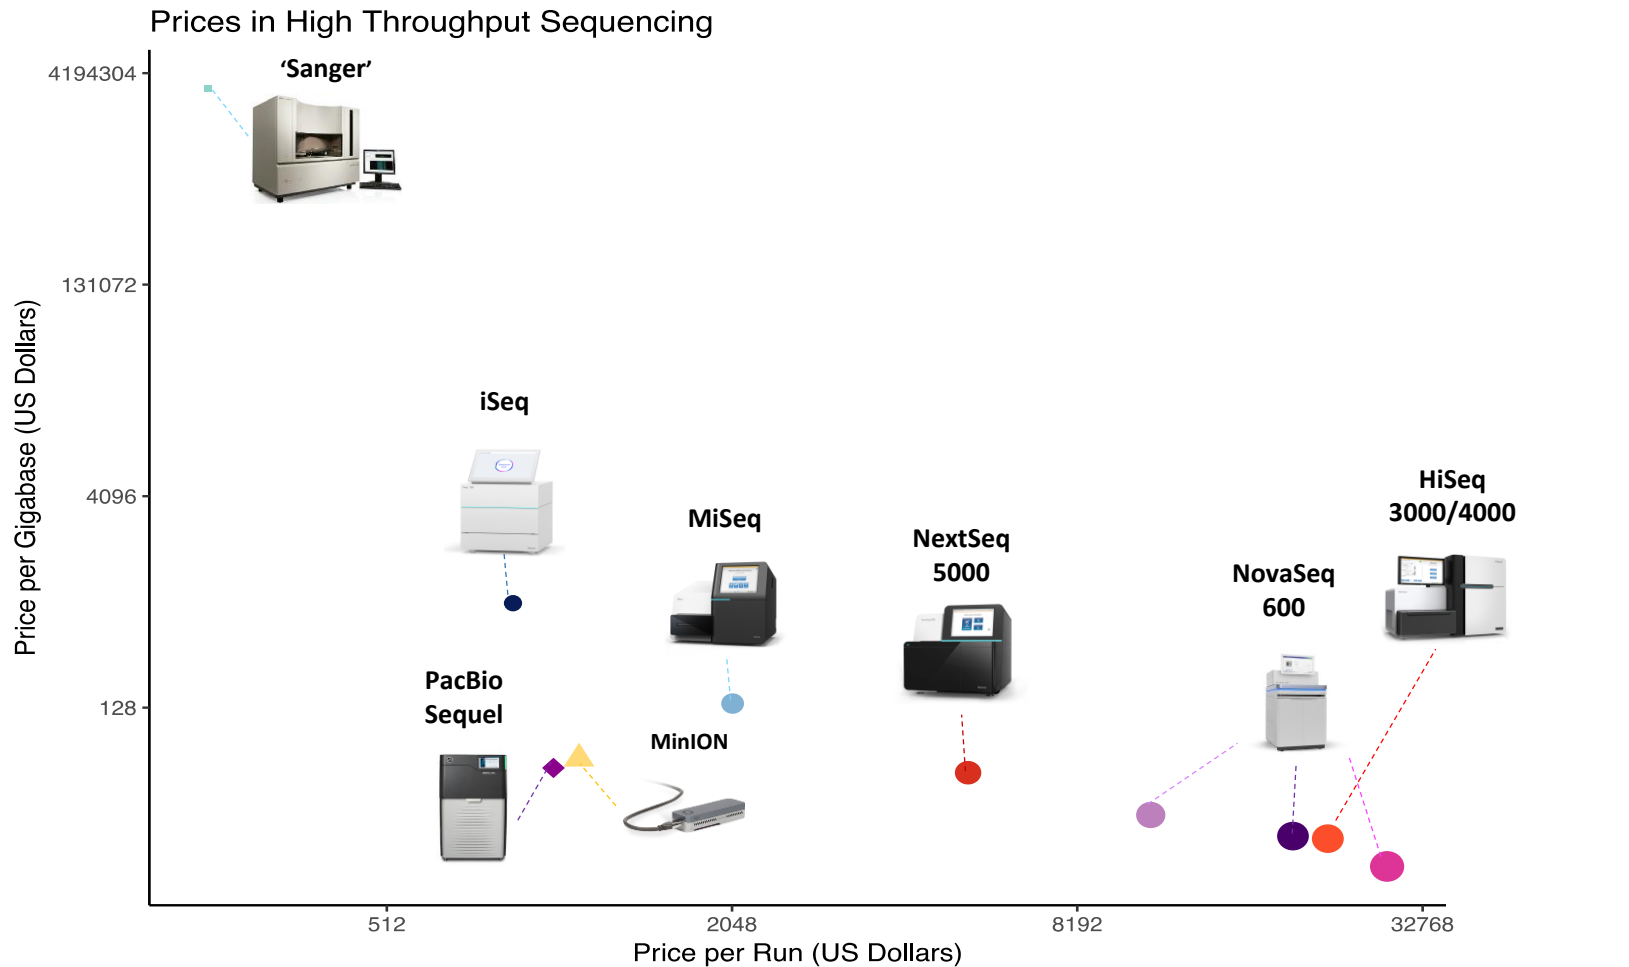 Prices in High Throughput Sequencing
4194304
‘Sanger’
131072
Price per Gigabase (US Dollars)
iSeq
4096
MiSeq
NextSeq
5000
NovaSeq
600
HiSeq
3000/4000
PacBio
Sequel
128
MinION
512
2048
8192
32768
Price per Run (US Dollars)